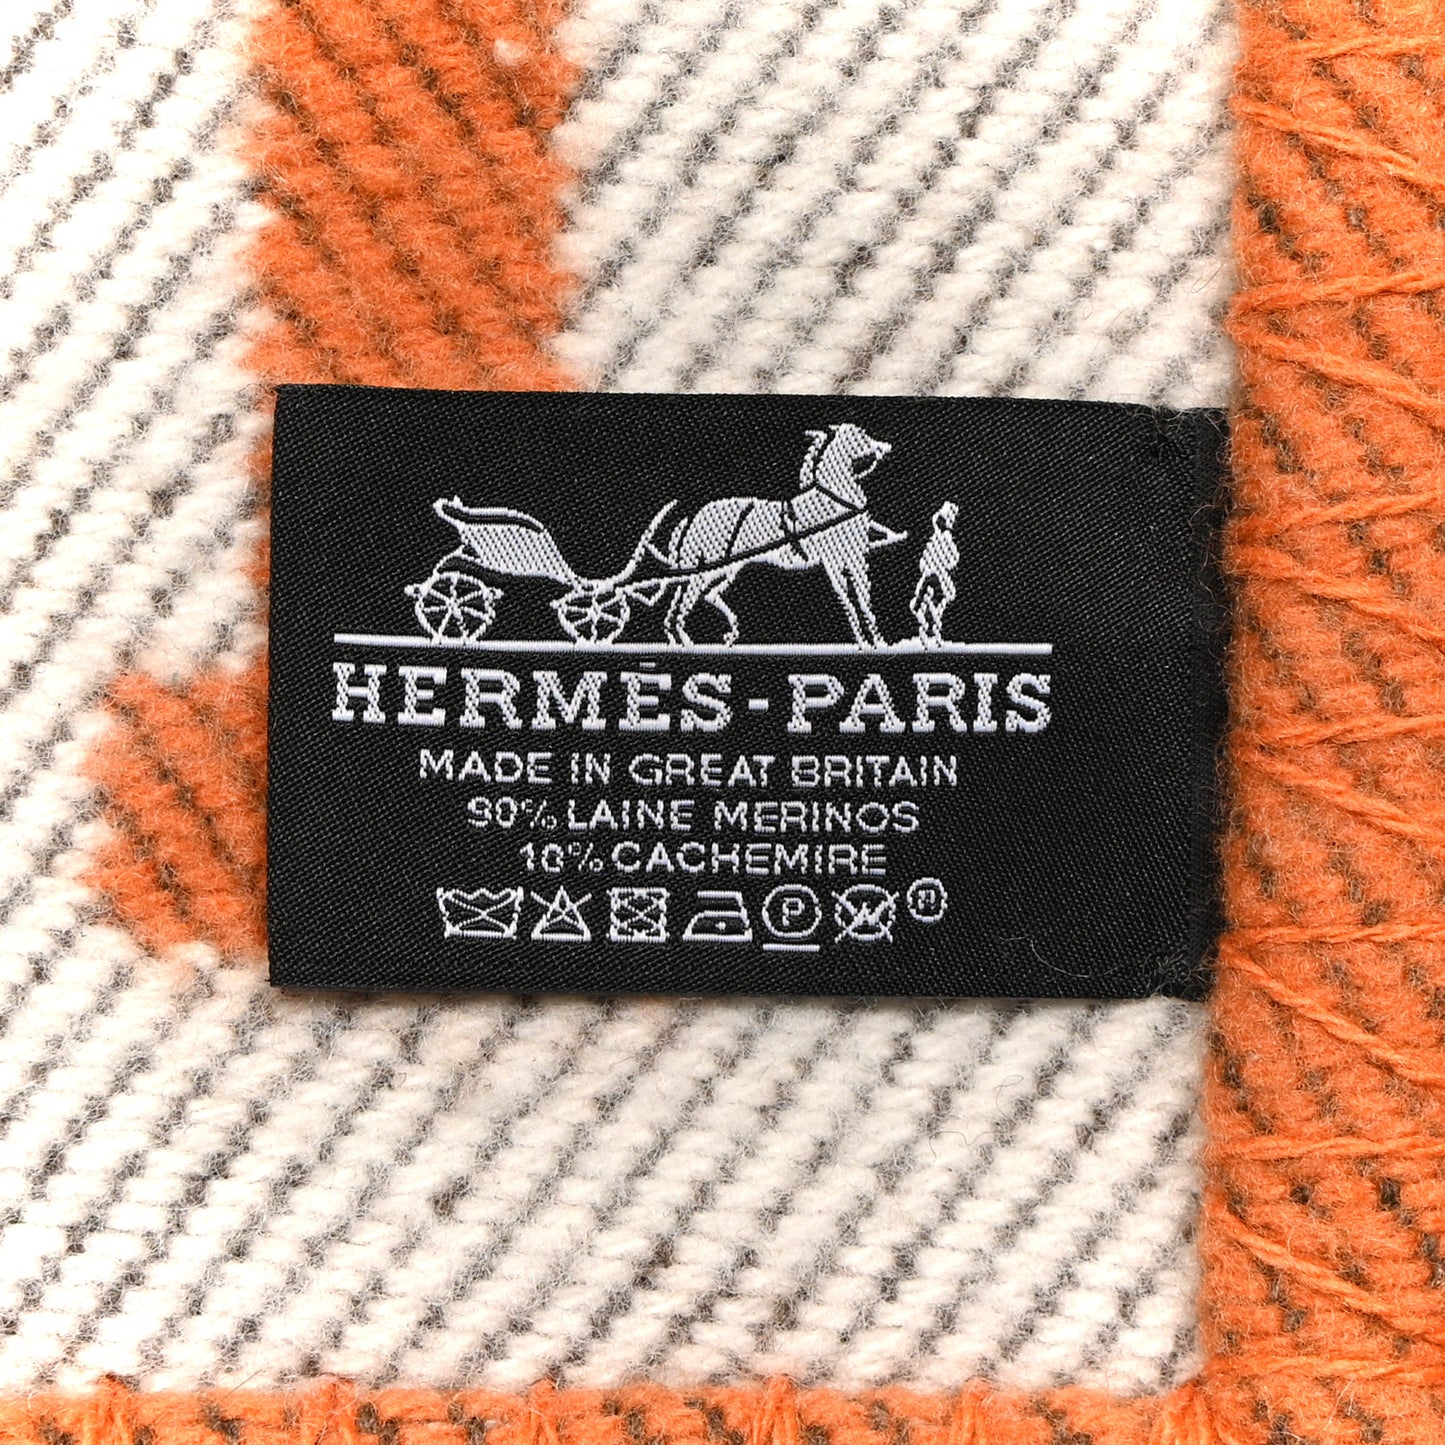 HERMÈS-PARIS
MADE IN GREAT BRITAIN
90% LAINE MERINOS
10% CACHEMIRE
P W